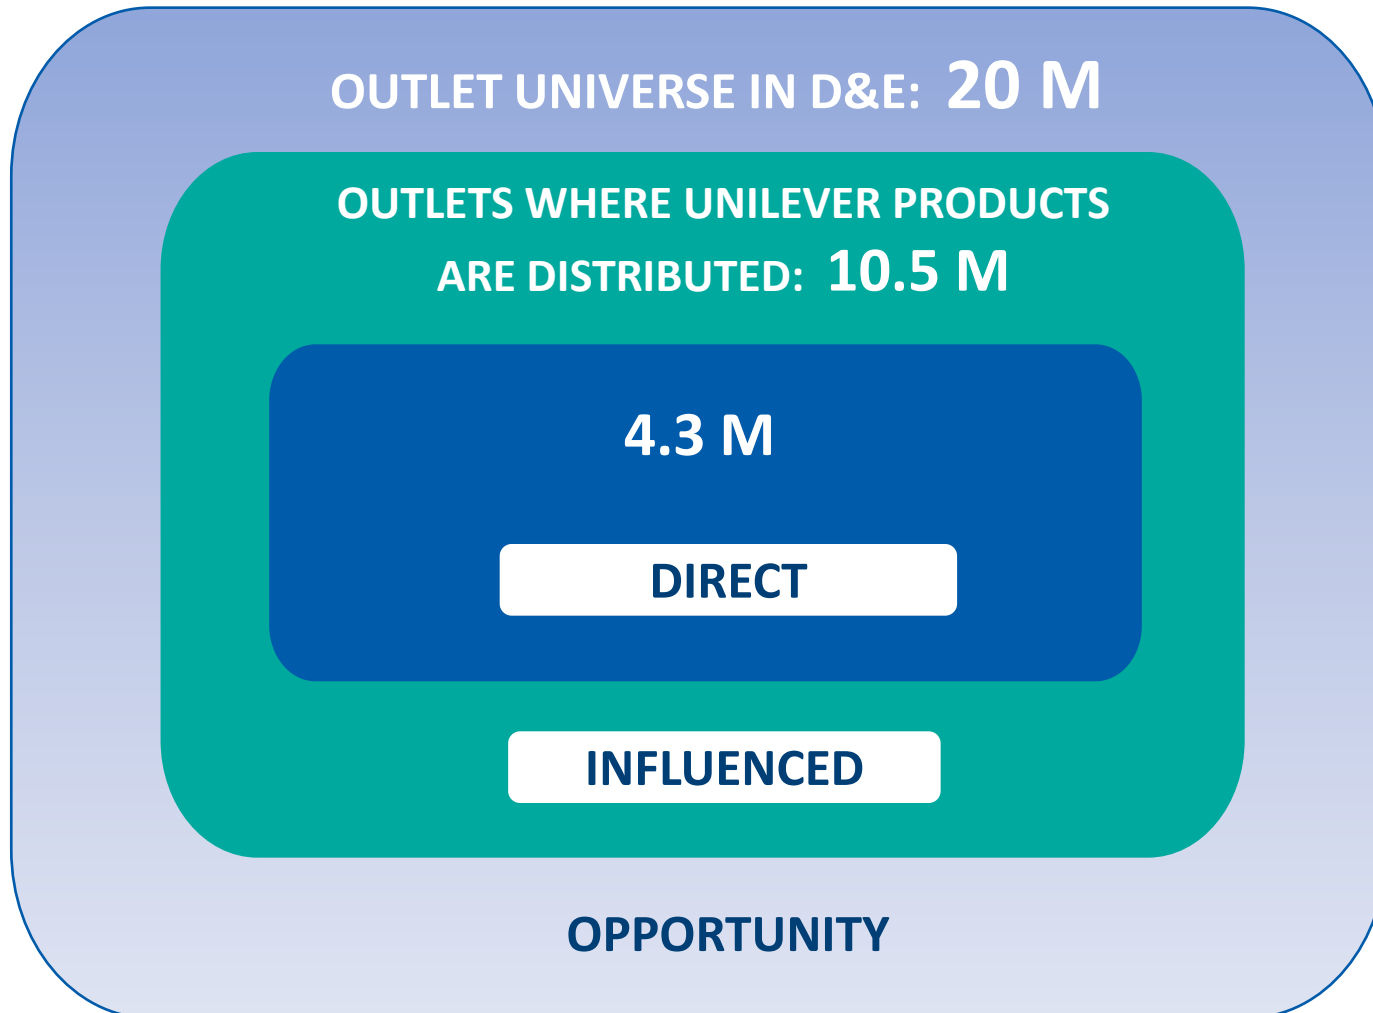 OUTLET UNIVERSE IN D&E: 20 M
OUTLETS WHERE UNILEVER PRODUCTS
ARE DISTRIBUTED: 10.5 M
4.3 M
DIRECT
INFLUENCED
OPPORTUNITY